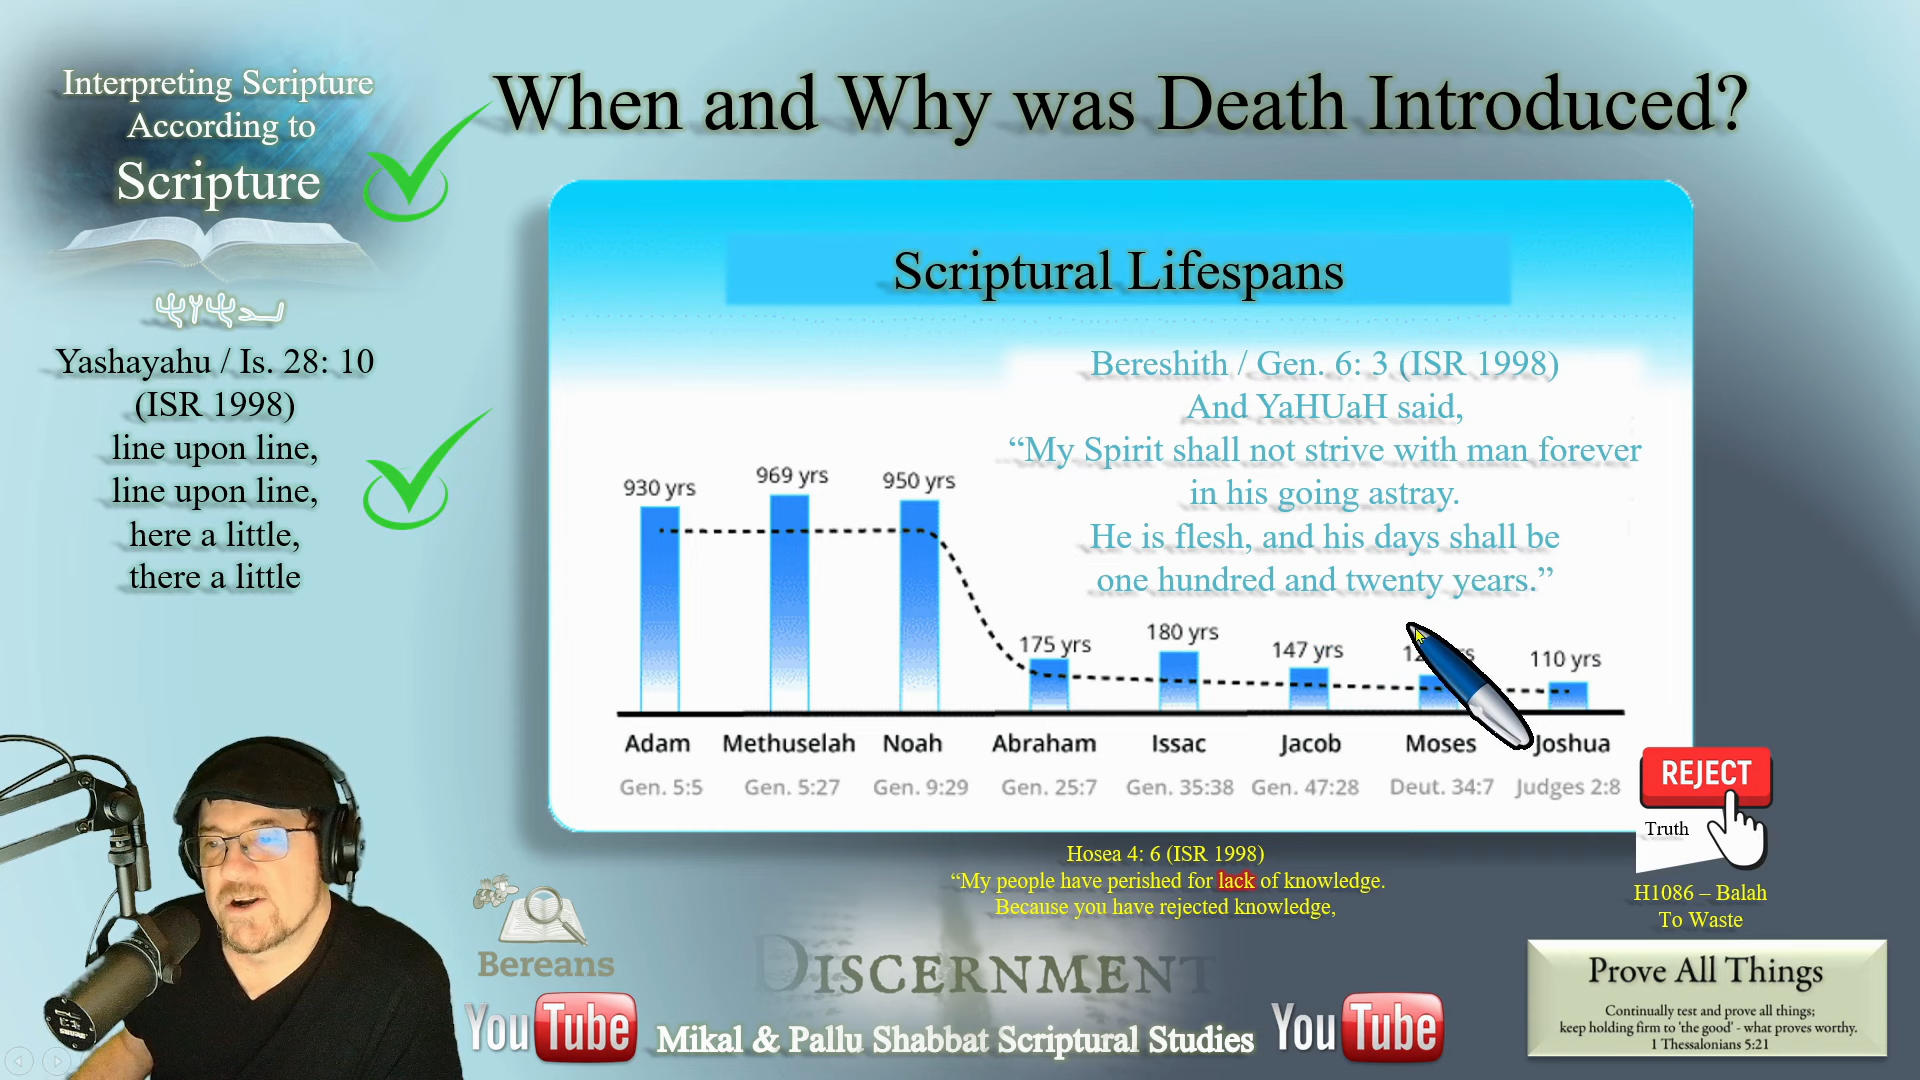 Interpreting Scripture
According to
Scripture
𐤉𐤄𐤅𐤄
Yashayahu / Is. 28: 10
(ISR 1998)
line upon line,
line upon line,
here a little,
there a little
When and Why was Death Introduced?
Scriptural Lifespans
Bereshith / Gen. 6: 3 (ISR 1998)
And YaHUaH said,
“My Spirit shall not strive with man forever
in his going astray.
He is flesh, and his days shall be
one hundred and twenty years.”
930 yrs 969 yrs 950 yrs 175 yrs 180 yrs 147 yrs 110 yrs
Adam Methuselah Noah Abraham Issac Jacob Moses Joshua
Gen. 5:5 Gen. 5:27 Gen. 9:29 Gen. 25:7 Gen. 35:38 Gen. 47:28 Deut. 34:7 Judges 2:8
Hosea 4: 6 (ISR 1998)
“My people have perished for lack of knowledge.
Because you have rejected knowledge,
REJECT
Truth
H1086 – Balah
To Waste
Bereans
DISCERNMENT
YouTube Mikal & Pallu Shabbat Scriptural Studies YouTube
Prove All Things
Continually test and prove all things;
keep holding firm to 'the good' - what proves worthy.
1 Thessalonians 5:21
SHURE